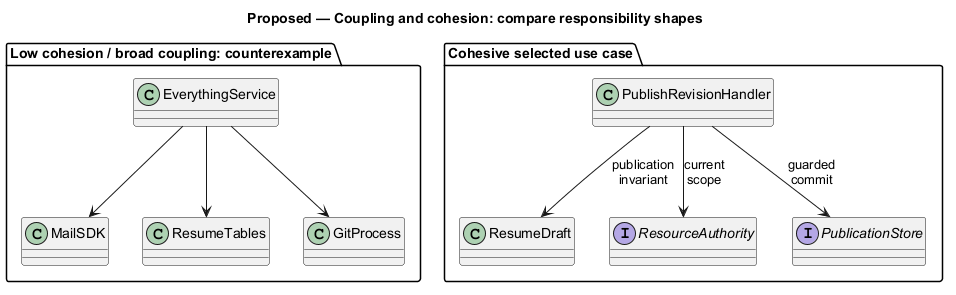 Proposed — Coupling and cohesion: compare responsibility shapes
Low cohesion / broad coupling: counterexample
C EverythingService
C MailSDK
C ResumeTables
C GitProcess
Cohesive selected use case
C PublishRevisionHandler
publication
invariant
current
scope
guarded
commit
C ResumeDraft
I ResourceAuthority
I PublicationStore